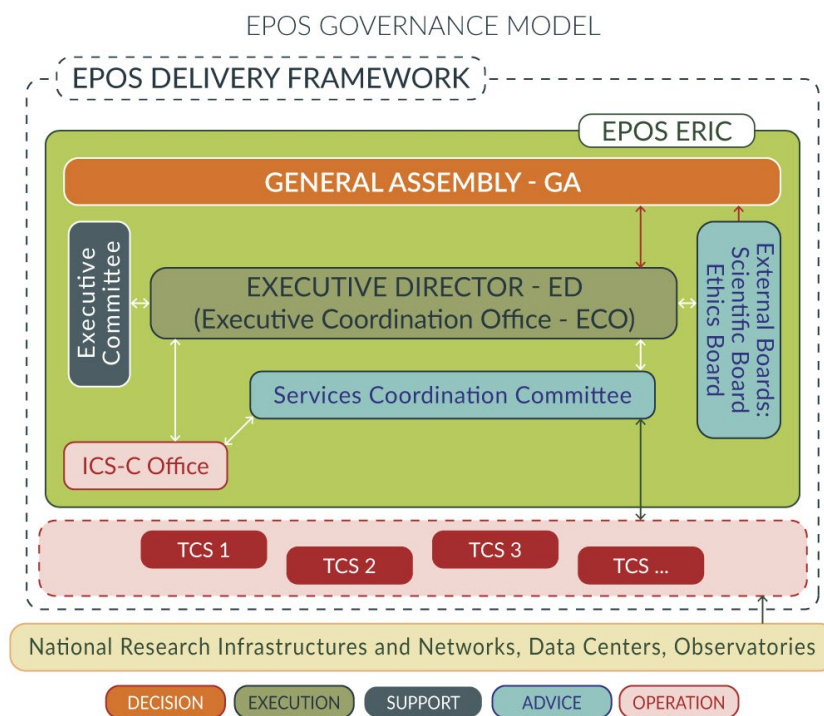 EPOS GOVERNANCE MODEL
EPOS DELIVERY FRAMEWORK
EPOS ERIC
GENERAL ASSEMBLY - GA
Executive
Committee
EXECUTIVE DIRECTOR - ED
(Executive Coordination Office - ECO)
External Boards:
Scientific Board
Ethics Board
Services Coordination Committee
ICS-C Office
TCS 1
TCS 2
TCS 3
TCS ...
National Research Infrastructures and Networks, Data Centers, Observatories
DECISION
EXECUTION
SUPPORT
ADVICE
OPERATION